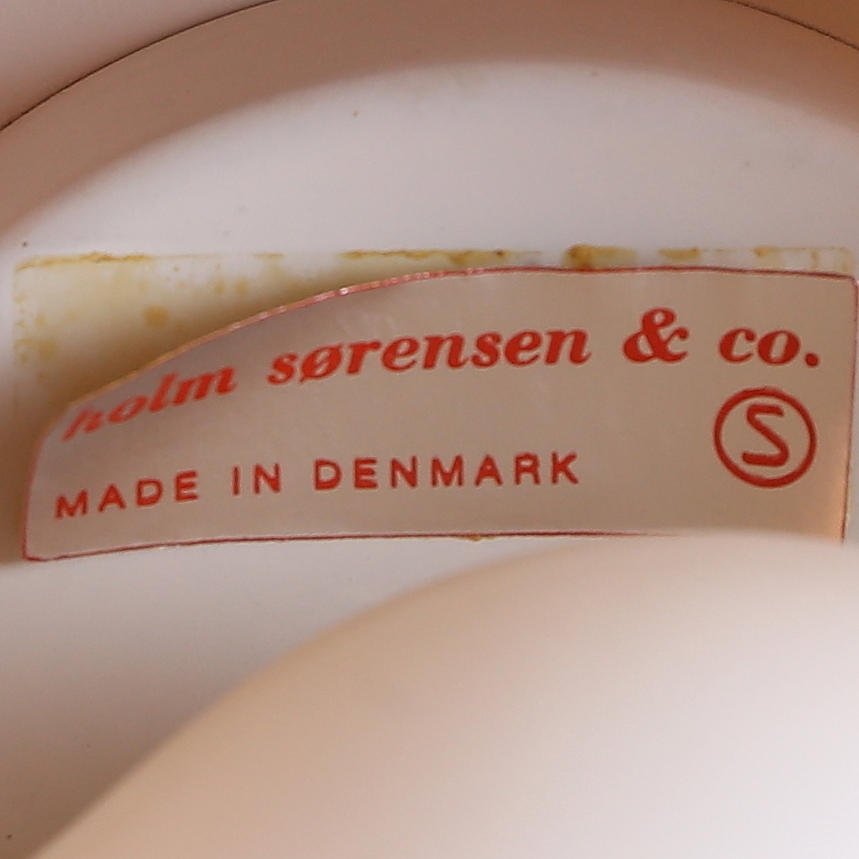 holm sørensen & co.
MADE IN DENMARK
S